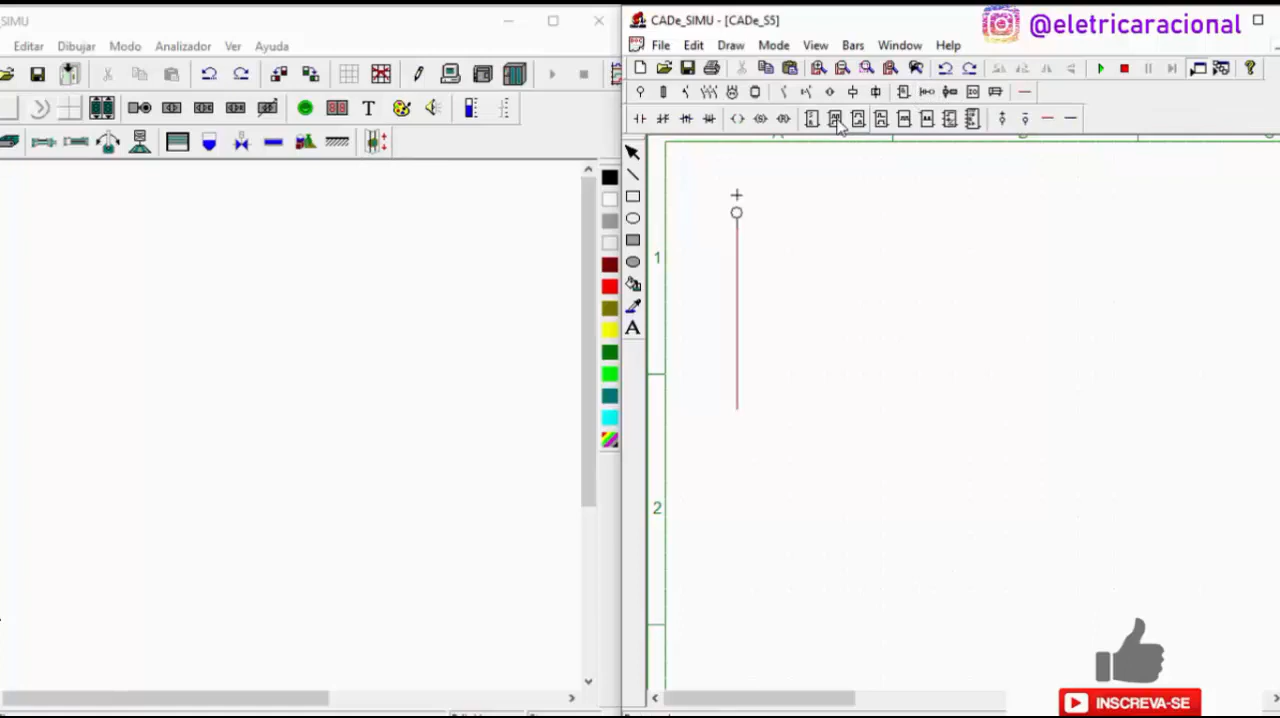 SIMU
Editar Dibujar Modo Analizador Ver Ayuda
T
CADe_SIMU - [CADe_S5]
@eletricaracional
File Edit Draw Mode View Bars Window Help
A
1
2
INSCREVA-SE